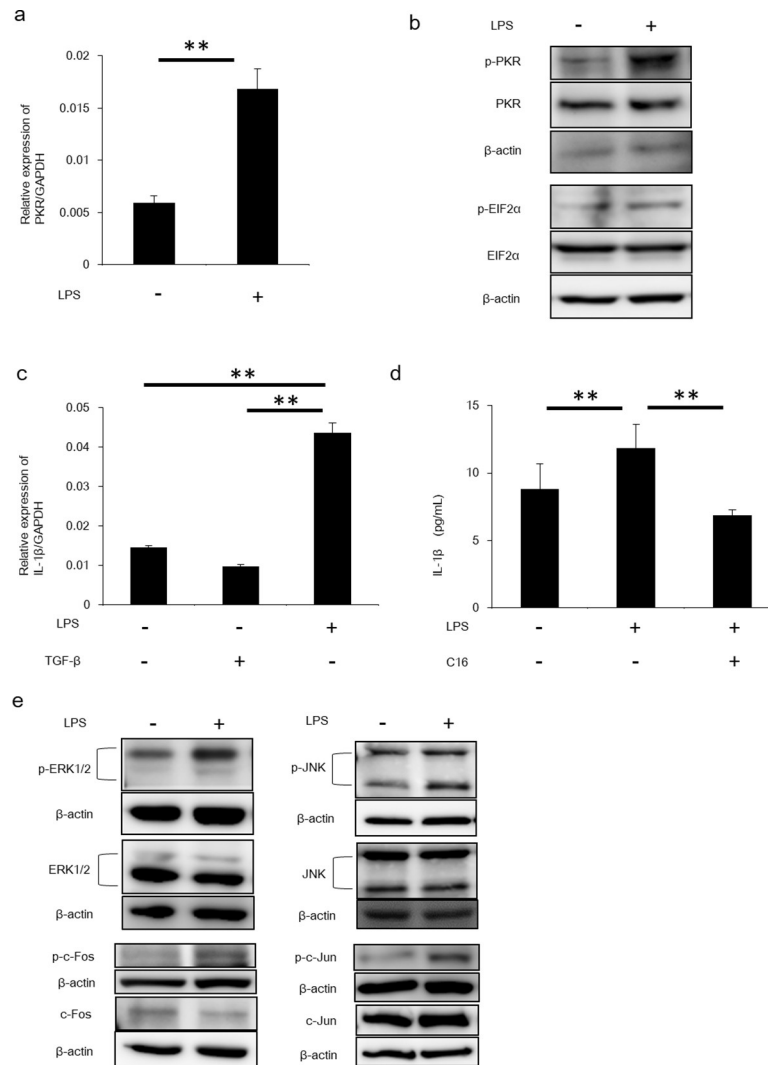 a
**
0.02
0.015
0.01
0.005
0
Relative expression of
PKR/GAPDH
LPS - +
b
LPS - +
p-PKR
PKR
β-actin
p-EIF2α
EIF2α
β-actin
c
**
**
0.05
0.04
0.03
0.02
0.01
0
Relative expression of
IL-1β/GAPDH
LPS - - +
TGF-β - + -
d
** **
15
10
5
0
IL-1β (pg/mL)
LPS - + +
C16 - - +
e
LPS - +
p-ERK1/2
β-actin
ERK1/2
β-actin
p-c-Fos
β-actin
c-Fos
β-actin
LPS - +
p-JNK
β-actin
JNK
β-actin
p-c-Jun
β-actin
c-Jun
β-actin